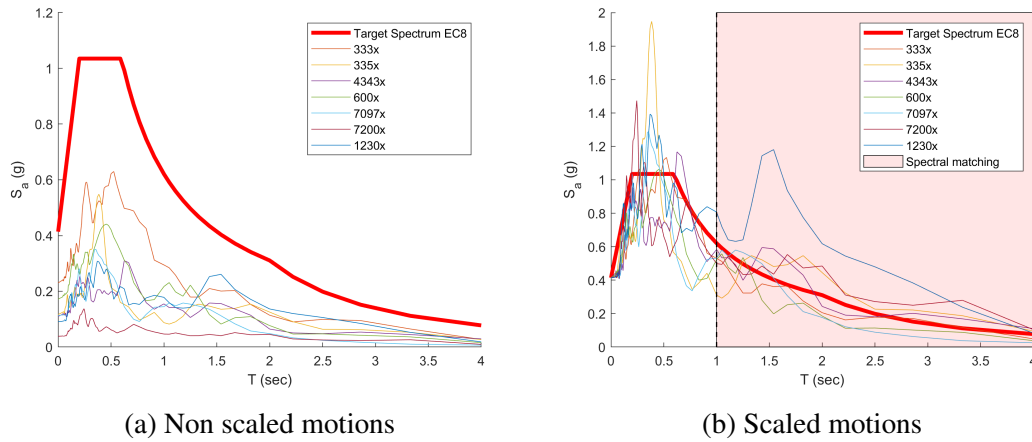 Target Spectrum EC8
333x
335x
4343x
600x
7097x
7200x
1230x
1.2
1
0.8
0.6
0.4
0.2
0
Sa (g)
0 0.5 1 1.5 2 2.5 3 3.5 4
T (sec)
(a) Non scaled motions
Target Spectrum EC8
333x
335x
4343x
600x
7097x
7200x
1230x
Spectral matching
2
1.8
1.6
1.4
1.2
1
0.8
0.6
0.4
0.2
0
Sa (g)
0 0.5 1 1.5 2 2.5 3 3.5 4
T (sec)
(b) Scaled motions